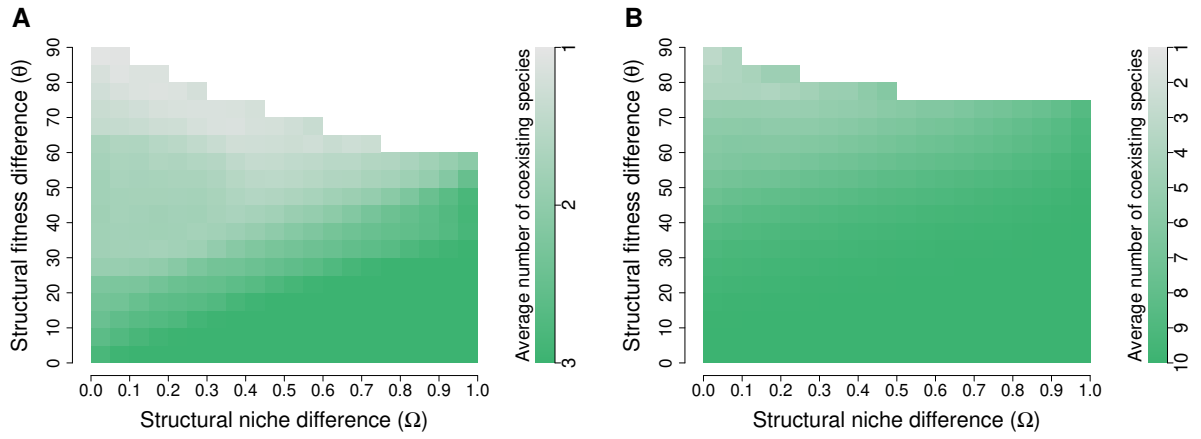 A
Structural fitness difference (θ)
0 10 20 30 40 50 60 70 80 90
0.0 0.1 0.2 0.3 0.4 0.5 0.6 0.7 0.8 0.9 1.0
Structural niche difference (Ω)
Average number of coexisting species
1
2
3
B
Structural fitness difference (θ)
0 10 20 30 40 50 60 70 80 90
0.0 0.1 0.2 0.3 0.4 0.5 0.6 0.7 0.8 0.9 1.0
Structural niche difference (Ω)
Average number of coexisting species
10 9 8 7 6 5 4 3 2 1